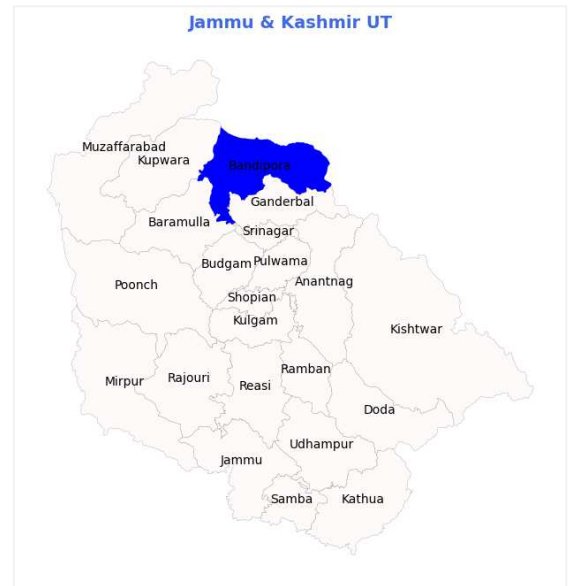 Jammu & Kashmir UT
Muzaffarabad
Kupwara
Bandipora
Ganderbal
Baramulla
Srinagar
Budgam
Pulwama
Anantnag
Poonch
Shopian
Kulgam
Kishtwar
Ramban
Rajouri
Mirpur
Reasi
Doda
Udhampur
Jammu
Samba
Kathua